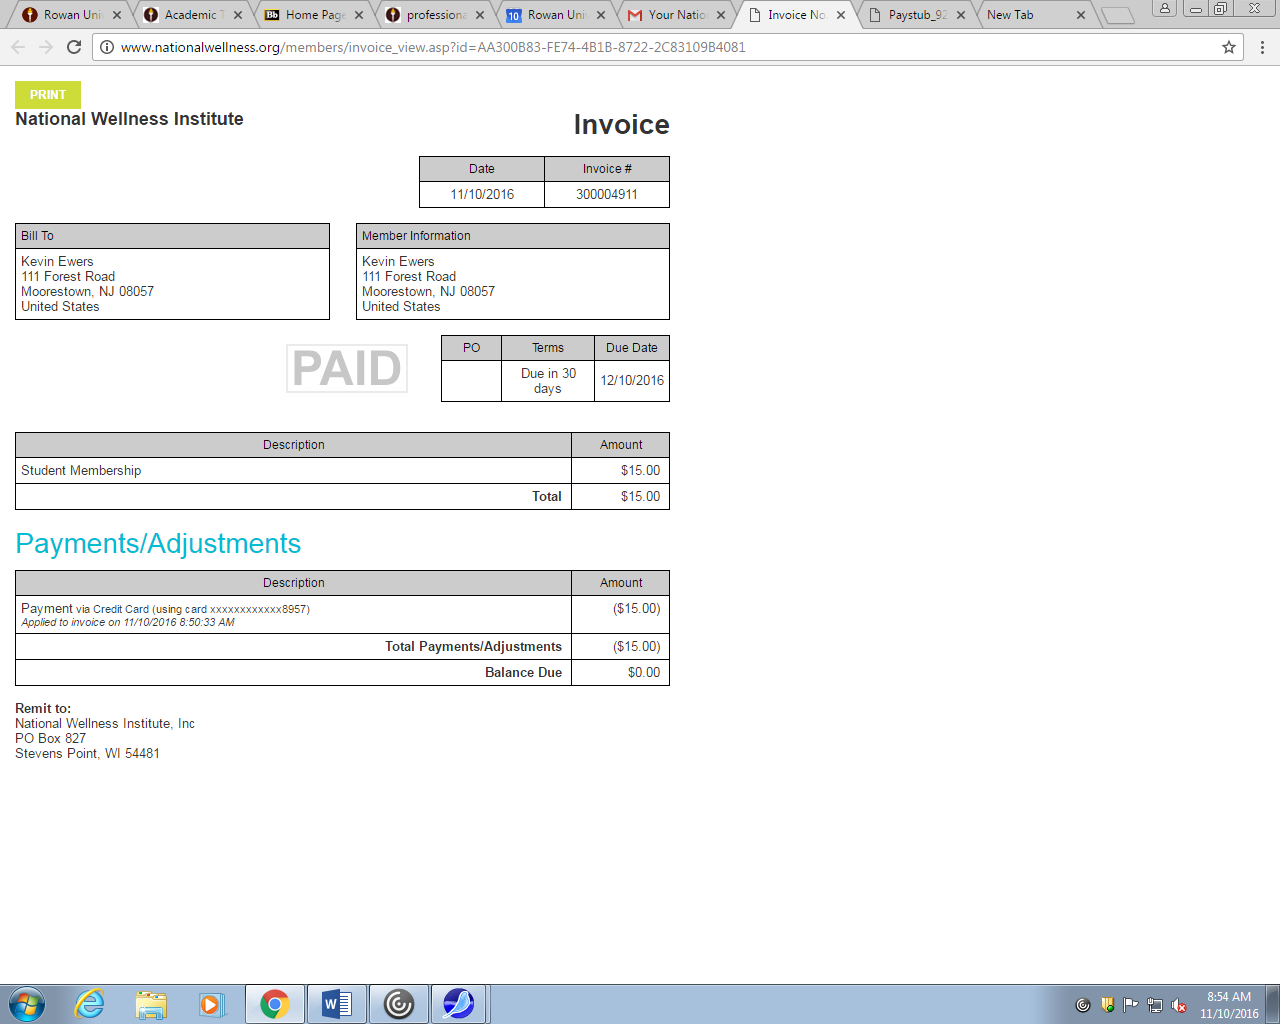 Rowan Uni
Academic T
Bb Home Page
professiona
10 Rowan Uni
Your Natio
Invoice No
Paystub_92
New Tab
www.nationalwellness.org/members/invoice_view.asp?id=AA300B83-FE74-4B1B-8722-2C83109B4081
PRINT
National Wellness Institute
Invoice
Date Invoice #
11/10/2016 300004911
Bill To
Kevin Ewers
111 Forest Road
Moorestown, NJ 08057
United States
Member Information
Kevin Ewers
111 Forest Road
Moorestown, NJ 08057
United States
PAID
PO Terms Due Date
Due in 30 days 12/10/2016
Description Amount
Student Membership $15.00
Total $15.00
Payments/Adjustments
Description Amount
Payment via Credit Card (using card xxxxxxxxxxxx8957) ($15.00)
Applied to invoice on 11/10/2016 8:50:33 AM
Total Payments/Adjustments ($15.00)
Balance Due $0.00
Remit to:
National Wellness Institute, Inc
PO Box 827
Stevens Point, WI 54481
8:54 AM
11/10/2016